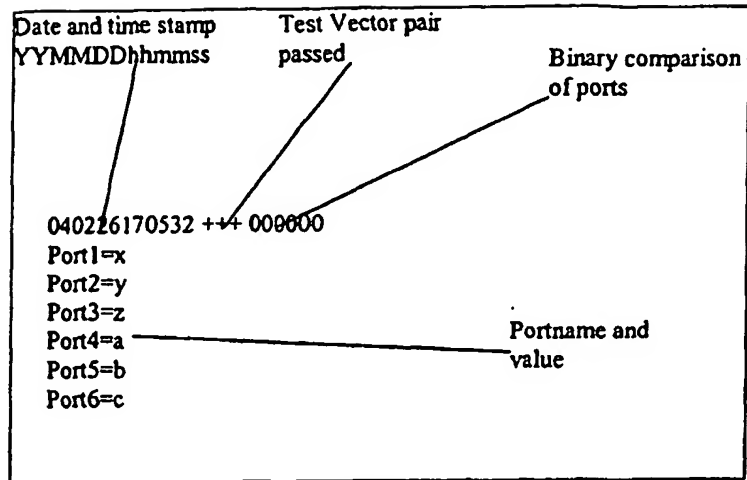 Date and time stamp
YYMMDDhhmmss
Test Vector pair
passed
Binary comparison
of ports
040226170532 +++ 000000
Port1=x
Port2=y
Port3=z
Port4=a
Port5=b
Port6=c
Portname and
value